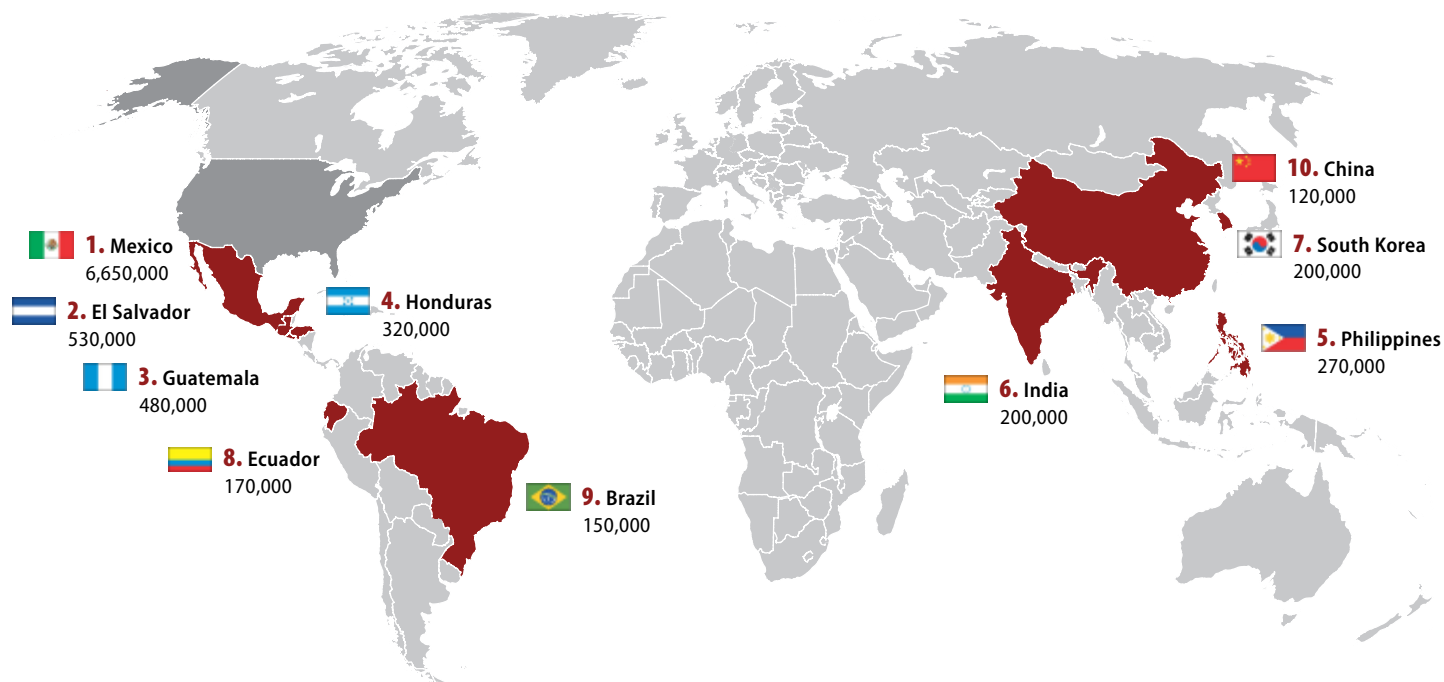 1. Mexico
6,650,000
2. El Salvador
530,000
3. Guatemala
480,000
4. Honduras
320,000
5. Philippines
270,000
6. India
200,000
7. South Korea
200,000
8. Ecuador
170,000
9. Brazil
150,000
10. China
120,000